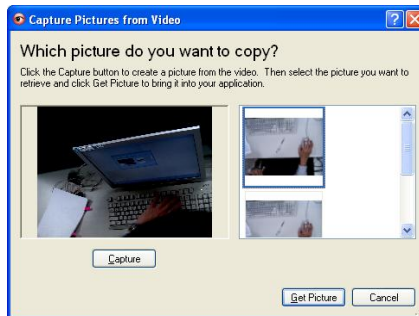 Capture Pictures from Video
Which picture do you want to copy?
Click the Capture button to create a picture from the video. Then select the picture you want to
retrieve and click Get Picture to bring it into your application.
Capture
Get Picture
Cancel